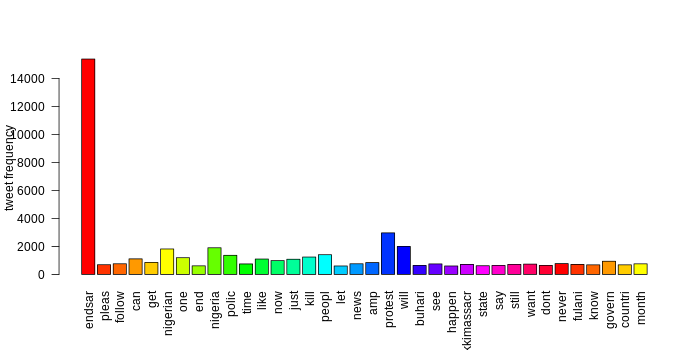 tweet frequency
14000
12000
10000
8000
6000
4000
2000
0
endsar
pleas
follow
can
get
nigerian
one
end
nigeria
polic
time
like
now
just
kill
peopl
let
news
amp
protest
will
buhari
see
happen
kkimassacr
state
say
still
want
dont
never
fulani
know
govern
countri
month